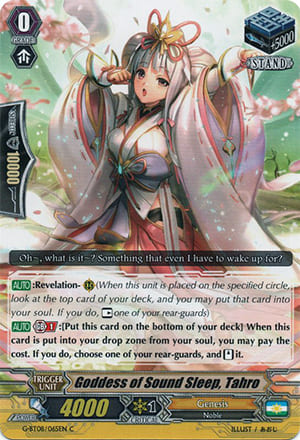 GRADE
0
+5000
STAND
SHIELD
10000
Oh~, what is it~? Something that even I have to wake up for?
AUTO:Revelation- (When this unit is placed on the specified circle,
look at the top card of your deck, and you may put that card into
your soul. If you do, one of your rear-guards)
AUTO GB 1:[Put this card on the bottom of your deck] When this
card is put into your drop zone from your soul, you may pay the
cost. If you do, choose one of your rear-guards, and it.
TRIGGER
UNIT
Goddess of Sound Sleep, Tahro
POWER
4000
1
CRITICAL
Genesis
Noble
G-BT08/065EN C
ILLUST / あおじ